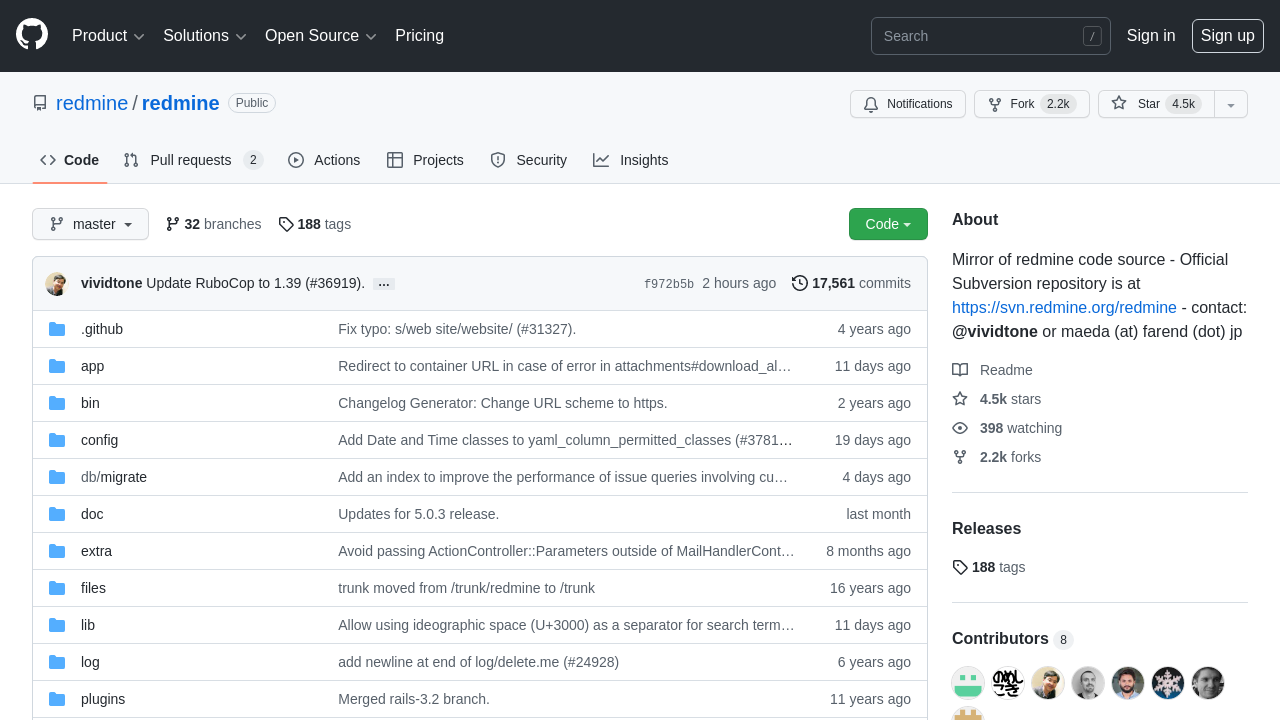 Product
Solutions
Open Source
Pricing
Search
/
Sign in
Sign up
redmine / redmine
Public
Notifications
Fork 2.2k
Star 4.5k
Code
Pull requests 2
Actions
Projects
Security
Insights
master
32 branches
188 tags
Code
vividtone Update RuboCop to 1.39 (#36919). …
f972b5b 2 hours ago
17,561 commits
.github Fix typo: s/web site/website/ (#31327). 4 years ago
app Redirect to container URL in case of error in attachments#download_al… 11 days ago
bin Changelog Generator: Change URL scheme to https. 2 years ago
config Add Date and Time classes to yaml_column_permitted_classes (#3781… 19 days ago
db/migrate Add an index to improve the performance of issue queries involving cu… 4 days ago
doc Updates for 5.0.3 release. last month
extra Avoid passing ActionController::Parameters outside of MailHandlerCont… 8 months ago
files trunk moved from /trunk/redmine to /trunk 16 years ago
lib Allow using ideographic space (U+3000) as a separator for search term… 11 days ago
log add newline at end of log/delete.me (#24928) 6 years ago
plugins Merged rails-3.2 branch. 11 years ago
About
Mirror of redmine code source - Official
Subversion repository is at
https://svn.redmine.org/redmine - contact:
@vividtone or maeda (at) farend (dot) jp
Readme
4.5k stars
398 watching
2.2k forks
Releases
188 tags
Contributors 8